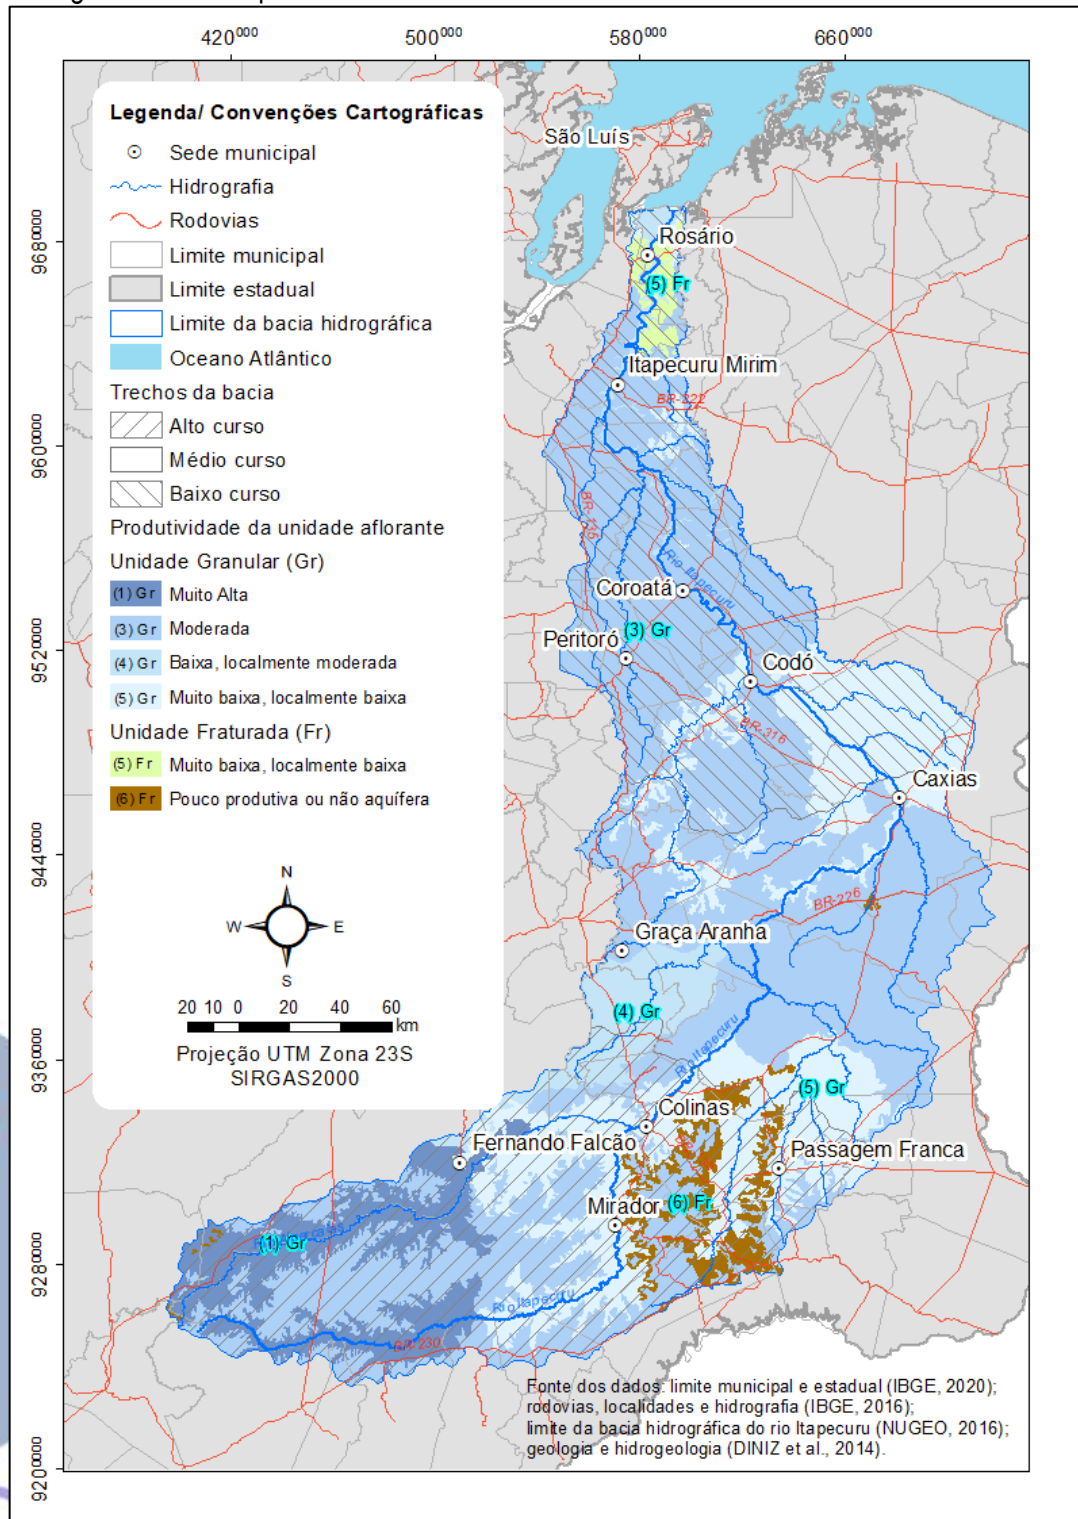 420000 500000 580000 660000
Legenda/ Convenções Cartográficas
Sede municipal
Hidrografia
Rodovias
Limite municipal
Limite estadual
Limite da bacia hidrográfica
Oceano Atlântico
Trechos da bacia
Alto curso
Médio curso
Baixo curso
Produtividade da unidade aflorante
Unidade Granular (Gr)
(1) Gr Muito Alta
(3) Gr Moderada
(4) Gr Baixa, localmente moderada
(5) Gr Muito baixa, localmente baixa
Unidade Fraturada (Fr)
(5) Fr Muito baixa, localmente baixa
(6) Fr Pouco produtiva ou não aquífera
N
W E
S
20 10 0 20 40 60
km
Projeção UTM Zona 23S
SIRGAS2000
9680000
9600000
9520000
9440000
9360000
9280000
9200000
São Luís
Rosário
(5) Fr
Itapecuru Mirim
BR-222
BR-135
Rio Itapecuru
Coroatá
(3) Gr
Peritoró
Codó
BR-316
Caxias
BR-226
Graça Aranha
(4) Gr
Rio Itapecuru
(5) Gr
Colinas
Fernando Falcão
Passagem Franca
Mirador
(6) Fr
(1) Gr
Rio Itapecuru
BR-230
Fonte dos dados: limite municipal e estadual (IBGE, 2020);
rodovias, localidades e hidrografia (IBGE, 2016);
limite da bacia hidrográfica do rio Itapecuru (NUGEO, 2016);
geologia e hidrogeologia (DINIZ et al., 2014).